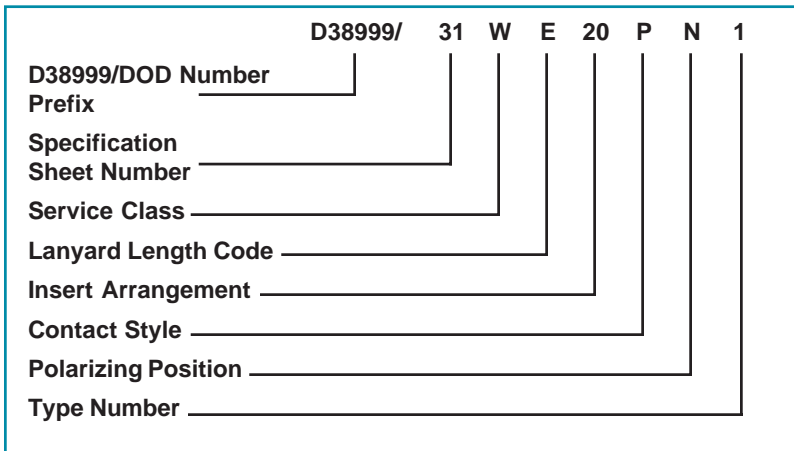 D38999/ 31 W E 20 P N 1
D38999/DOD Number
Prefix
Specification
Sheet Number
Service Class
Lanyard Length Code
Insert Arrangement
Contact Style
Polarizing Position
Type Number